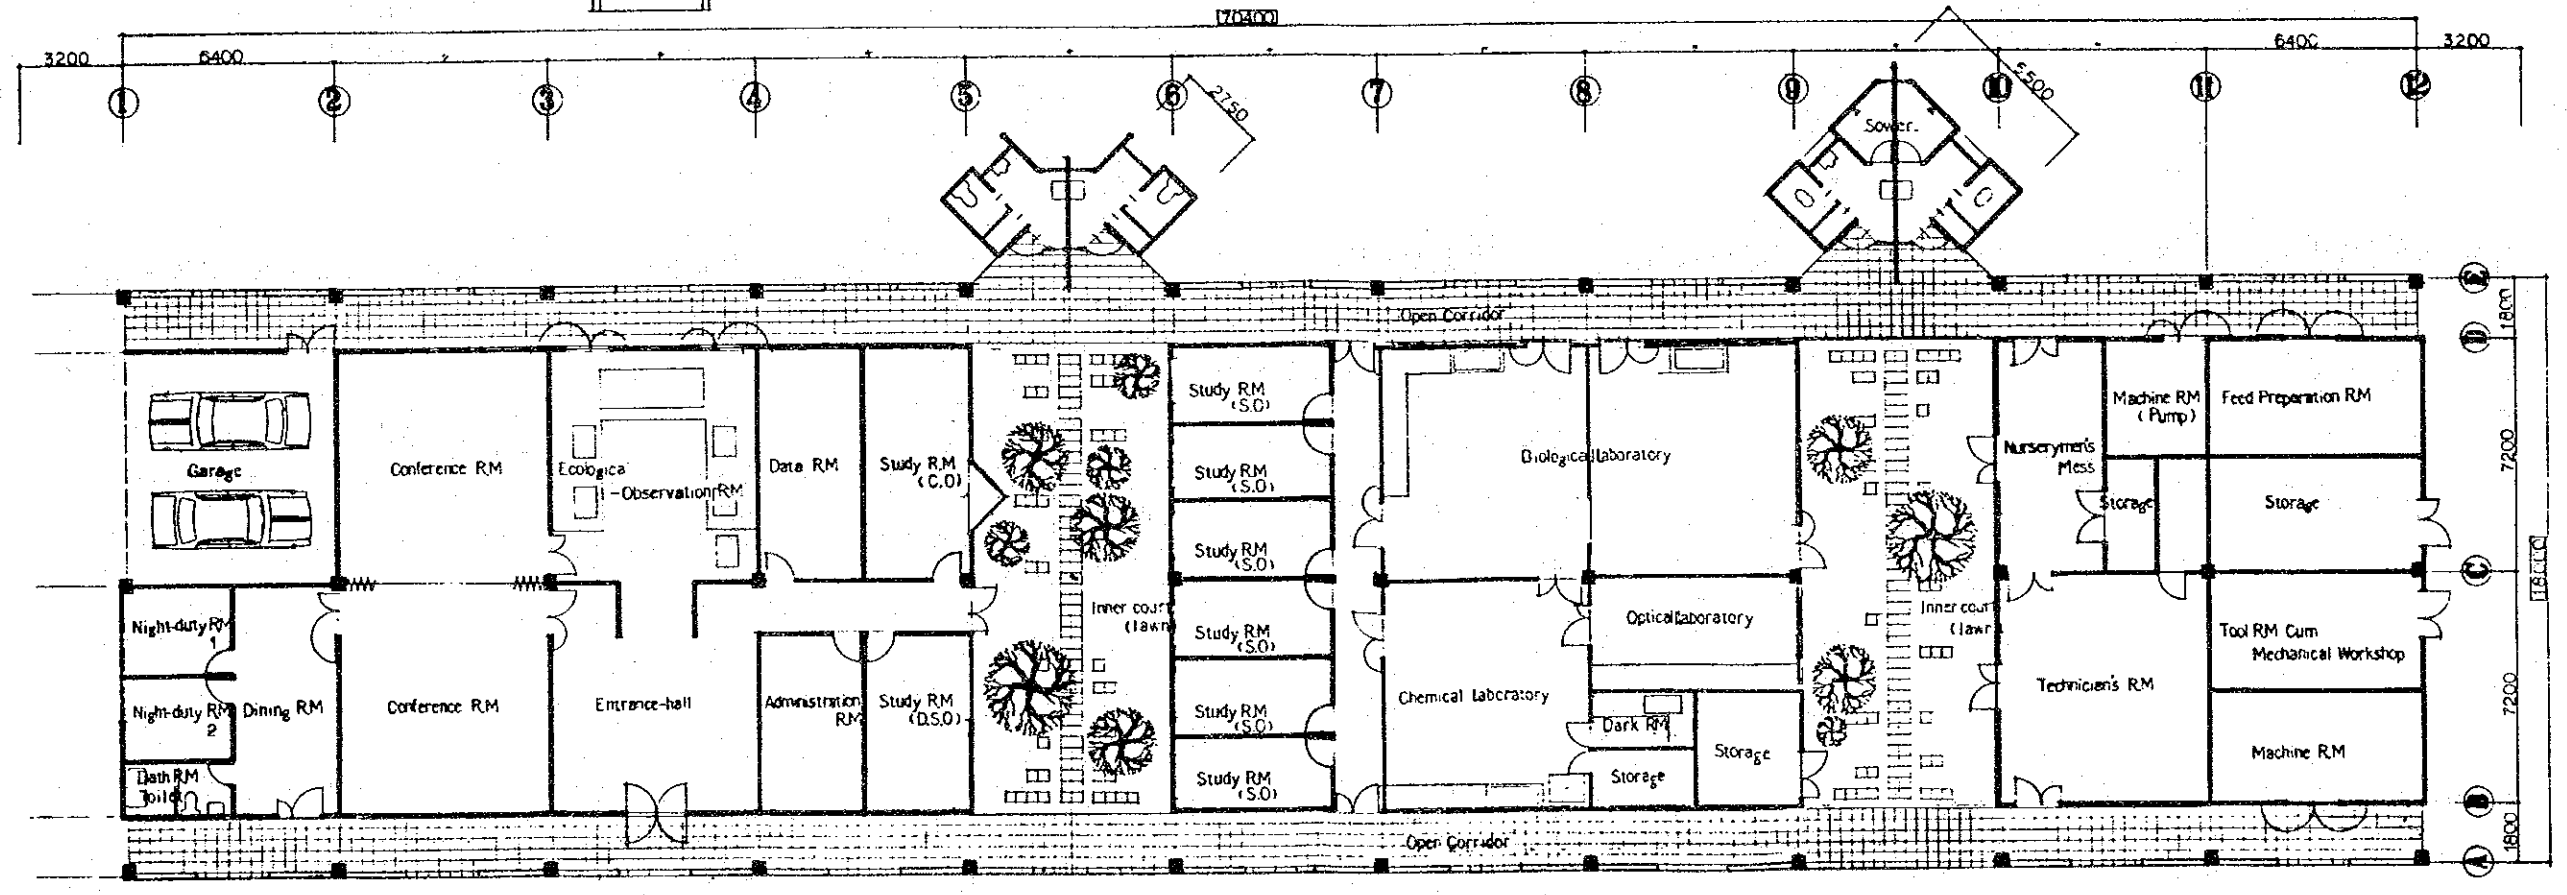 70400
3200
6400
6400
3200
1
2
3
4
5
6
7
8
9
10
11
12
2750
5500
Sower
E
1800
Open Corridor
D
Study RM
(S.O)
Machine RM
(Pump)
Feed Preparation RM
Garage
Conference RM
Ecological
-Observation RM
Data RM
Study RM
(C.O)
Study RM
(S.O)
Biological laboratory
Nurserymen's
Mess
7200
Storage
Storage
Study RM
(S.O)
C
18000
Night-duty RM
1
Inner court
(lawn)
Study RM
(S.O)
Optical laboratory
Inner cour
(lawn
Tool RM Cum
Mechanical Workshop
Night-duty RM
2
Dining RM
Conference RM
Entrance-hall
Administration
RM
Study RM
(D.S.O)
Study RM
(S.O)
Chemical Laboratory
Dark RM
Storage
Technician's RM
7200
Bath RM
Toilet
Study RM
(S.O)
Storage
Machine RM
B
Open Corridor
1800
A